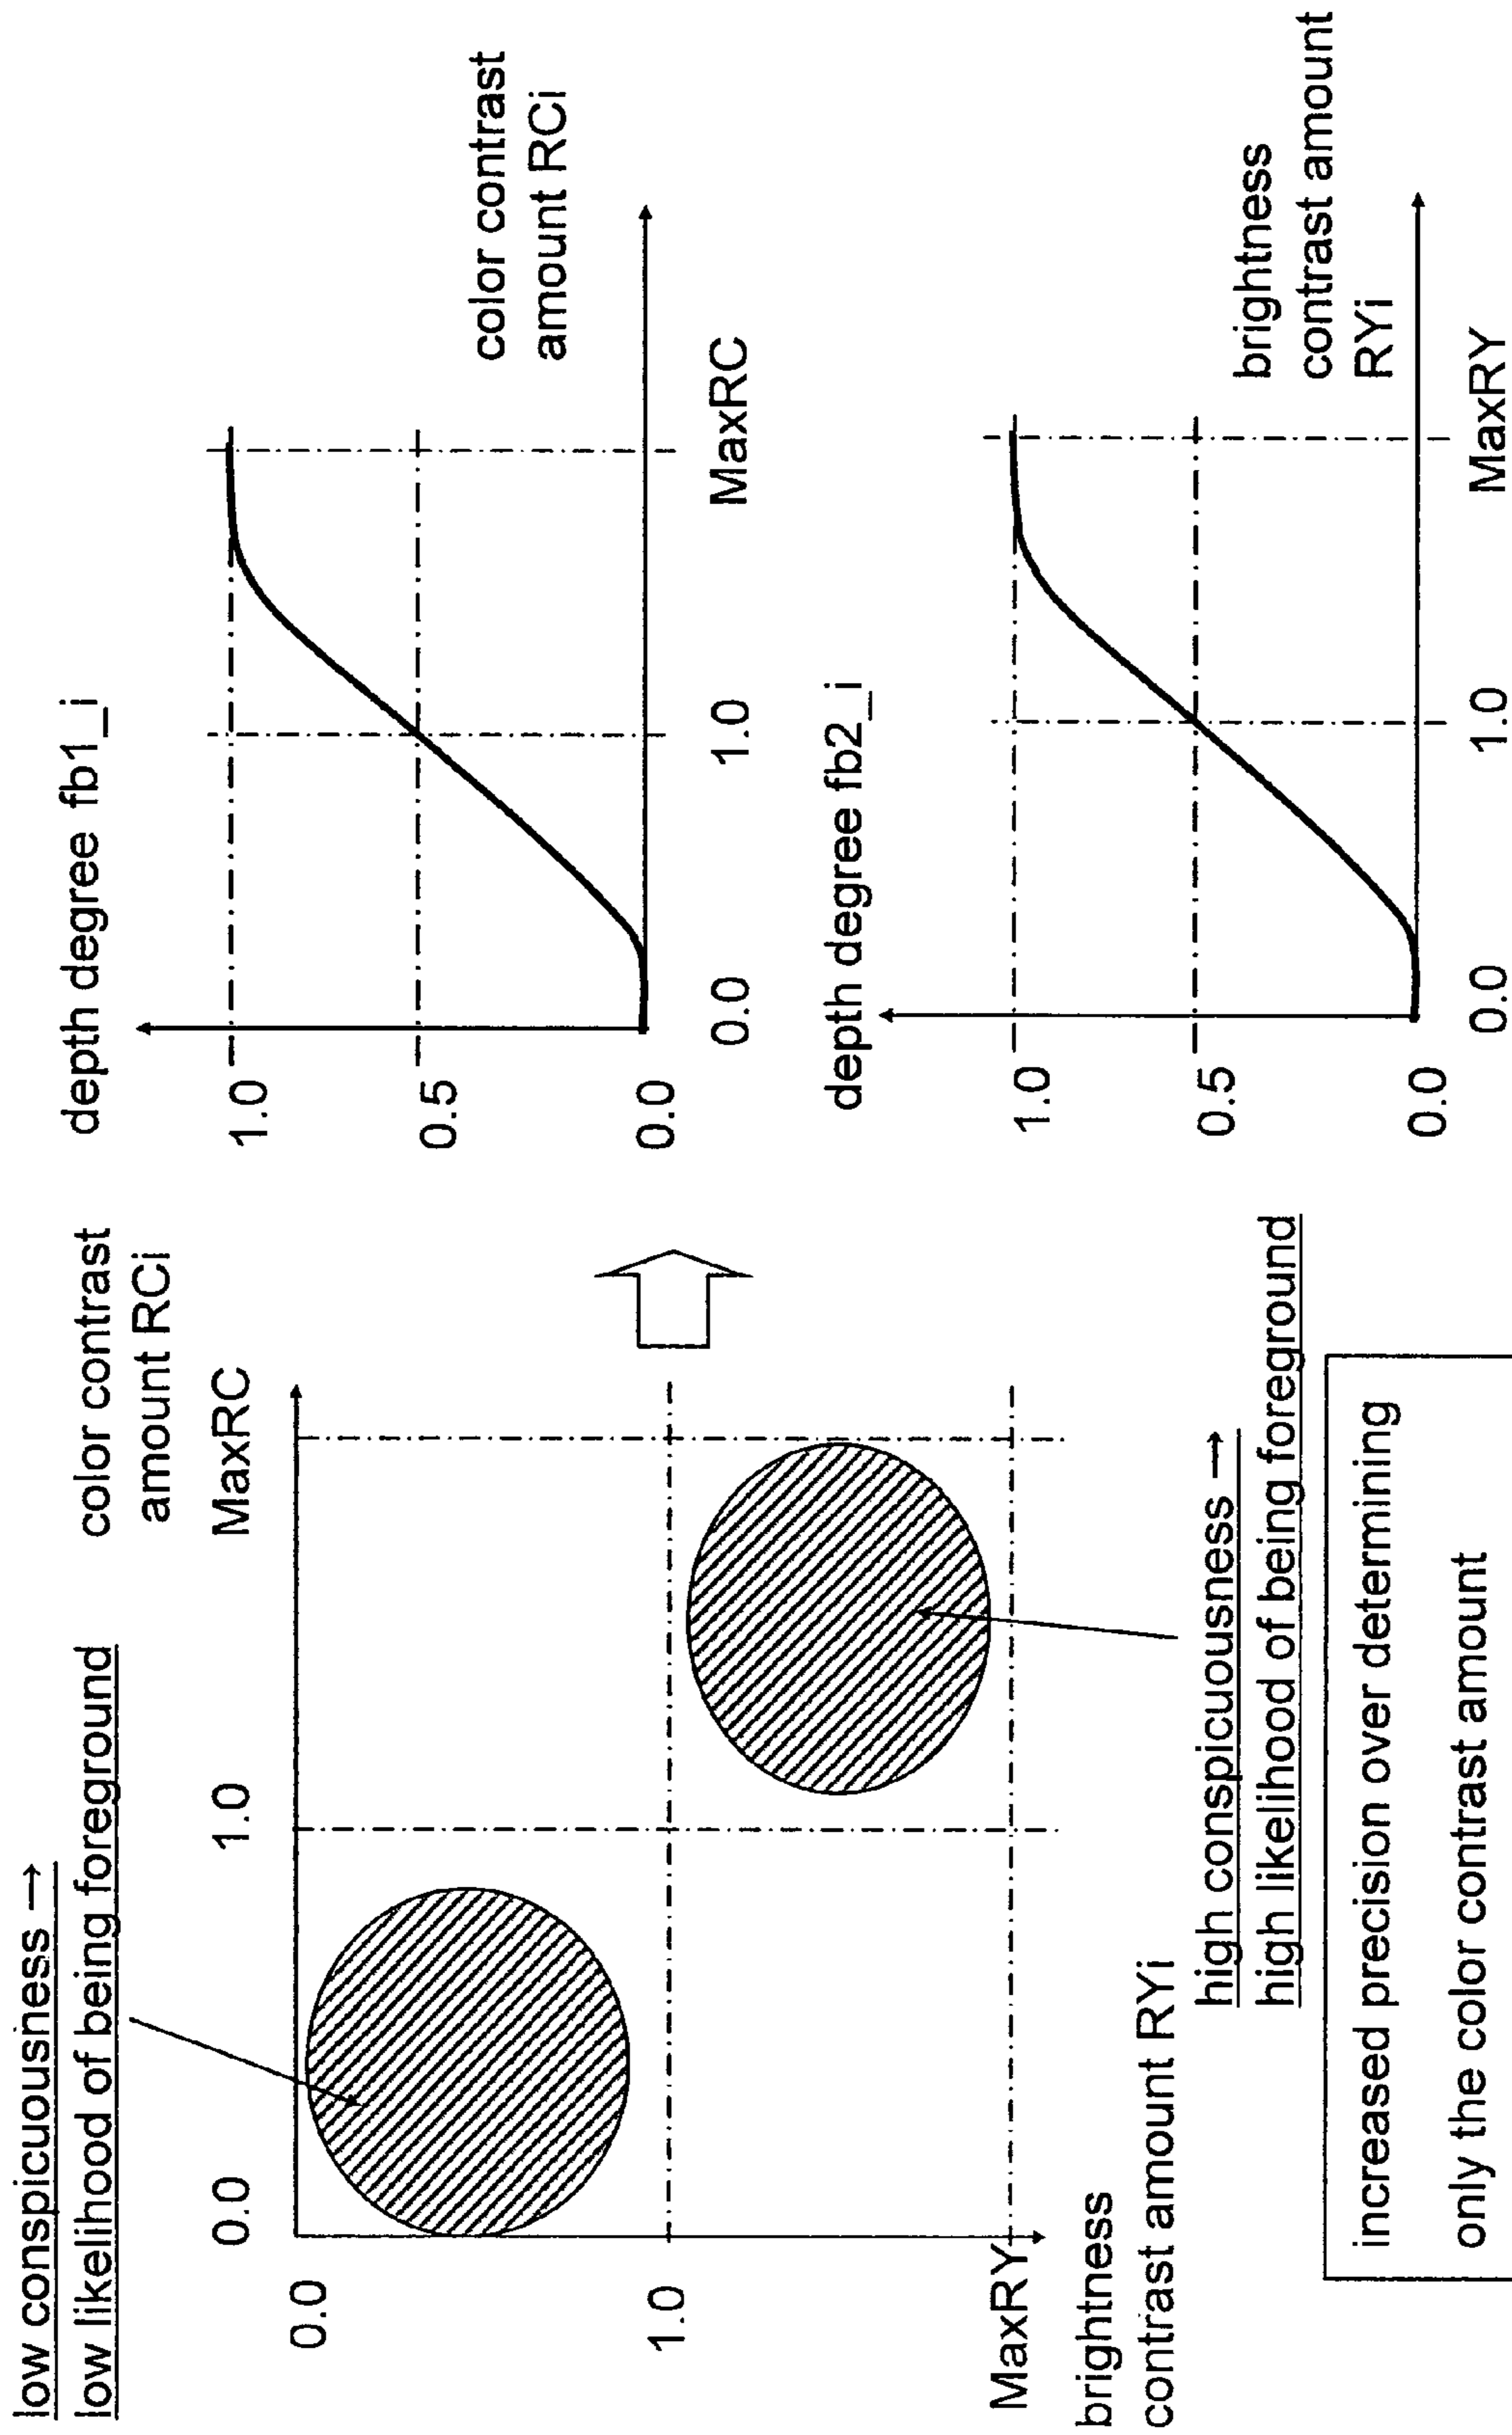 low conspicuousness →
low likelihood of being foreground
color contrast
amount RCi
0.0
1.0
MaxRC
0.0
1.0
MaxRY
brightness
contrast amount RYi
high conspicuousness →
high likelihood of being foreground
increased precision over determining
only the color contrast amount
depth degree fb1_i
1.0
0.5
0.0
0.0
1.0
MaxRC
color contrast
amount RCi
depth degree fb2_i
1.0
0.5
0.0
0.0
1.0
MaxRY
brightness
contrast amount
RYi